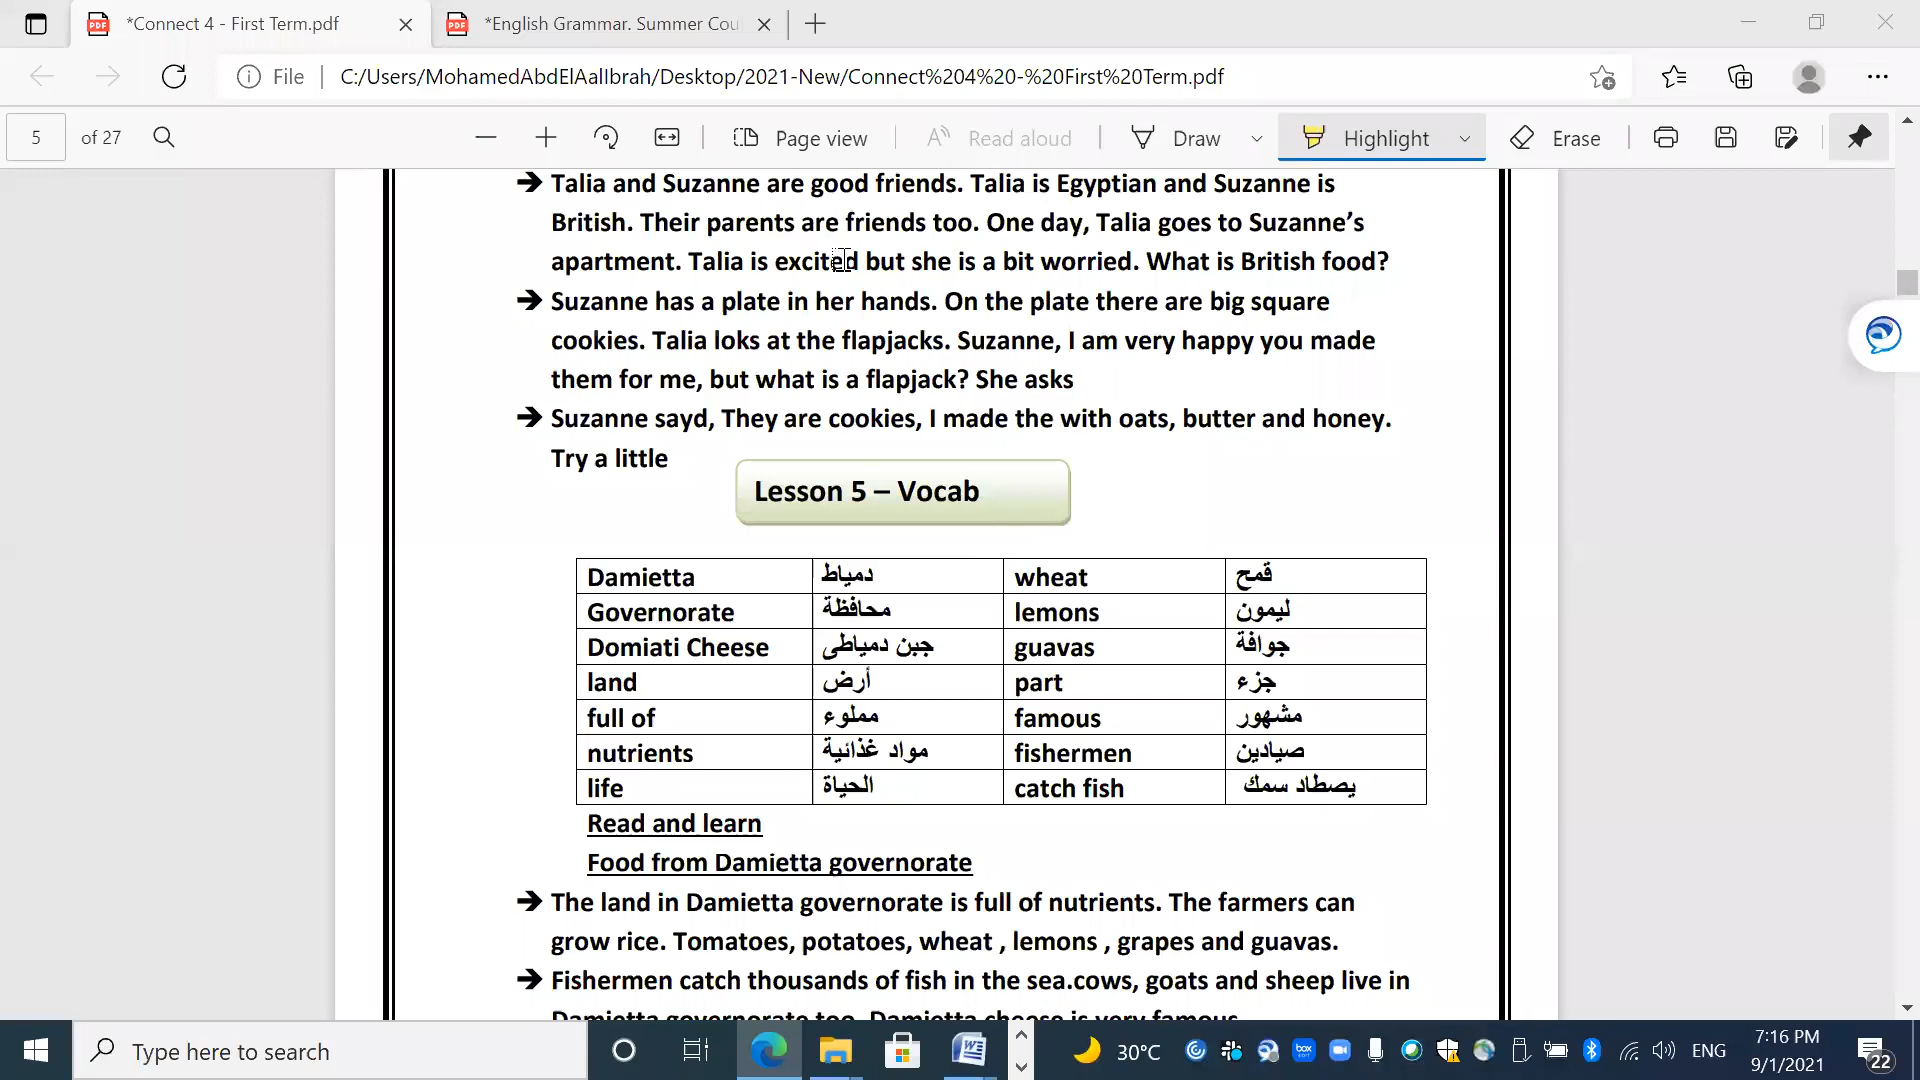 *Connect 4 - First Term.pdf
*English Grammar. Summer Cou
File
C:/Users/MohamedAbdElAalIbrah/Desktop/2021-New/Connect%204%20-%20First%20Term.pdf
5 of 27
Page view
Read aloud
Draw
Highlight
Erase
➔ Talia and Suzanne are good friends. Talia is Egyptian and Suzanne is
British. Their parents are friends too. One day, Talia goes to Suzanne’s
apartment. Talia is excited but she is a bit worried. What is British food?
➔ Suzanne has a plate in her hands. On the plate there are big square
cookies. Talia loks at the flapjacks. Suzanne, I am very happy you made
them for me, but what is a flapjack? She asks
➔ Suzanne sayd, They are cookies, I made the with oats, butter and honey.
Try a little
Lesson 5 – Vocab
Damietta دمياط wheat قمح
Governorate محافظة lemons ليمون
Domiati Cheese جبن دمياطى guavas جوافة
land أرض part جزء
full of مملوء famous مشهور
nutrients مواد غذائية fishermen صيادين
life الحياة catch fish يصطاد سمك
Read and learn
Food from Damietta governorate
➔ The land in Damietta governorate is full of nutrients. The farmers can
grow rice. Tomatoes, potatoes, wheat , lemons , grapes and guavas.
➔ Fishermen catch thousands of fish in the sea.cows, goats and sheep live in
Damietta governorate too. Damietta cheese is very famous
Type here to search
30°C
ENG
7:16 PM
9/1/2021
22